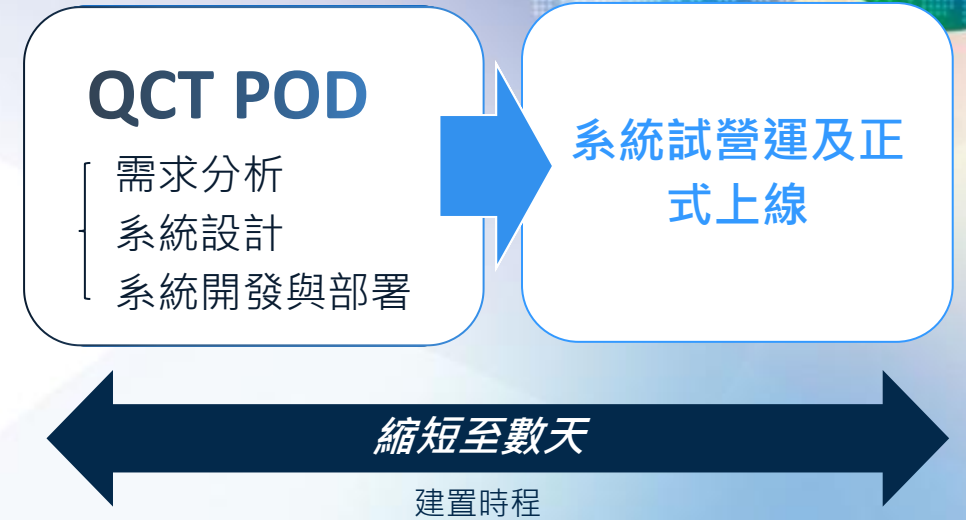 QCT POD
需求分析
系統設計
系統開發與部署
系統試營運及正
式上線
縮短至數天
建置時程